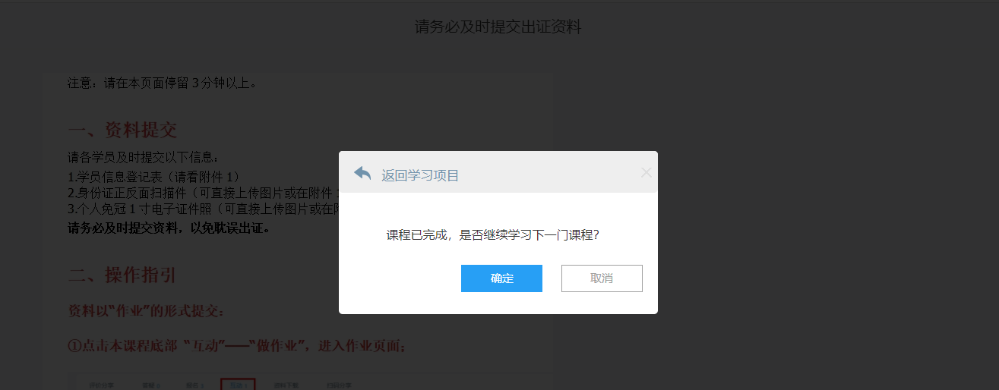 请务必及时提交出证资料
注意：请在本页面停留 3 分钟以上。
一、资料提交
请各学员及时提交以下信息：
1.学员信息登记表（请看附件 1）
2.身份证正反面扫描件（可直接上传图片或在附件
3.个人免冠 1 寸电子证件照（可直接上传图片或在附
请务必及时提交资料，以免耽误出证。
返回学习项目
课程已完成，是否继续学习下一门课程？
确定
取消
二、操作指引
资料以“作业”的形式提交：
①点击本课程底部“互动”——“做作业”，进入作业页面；